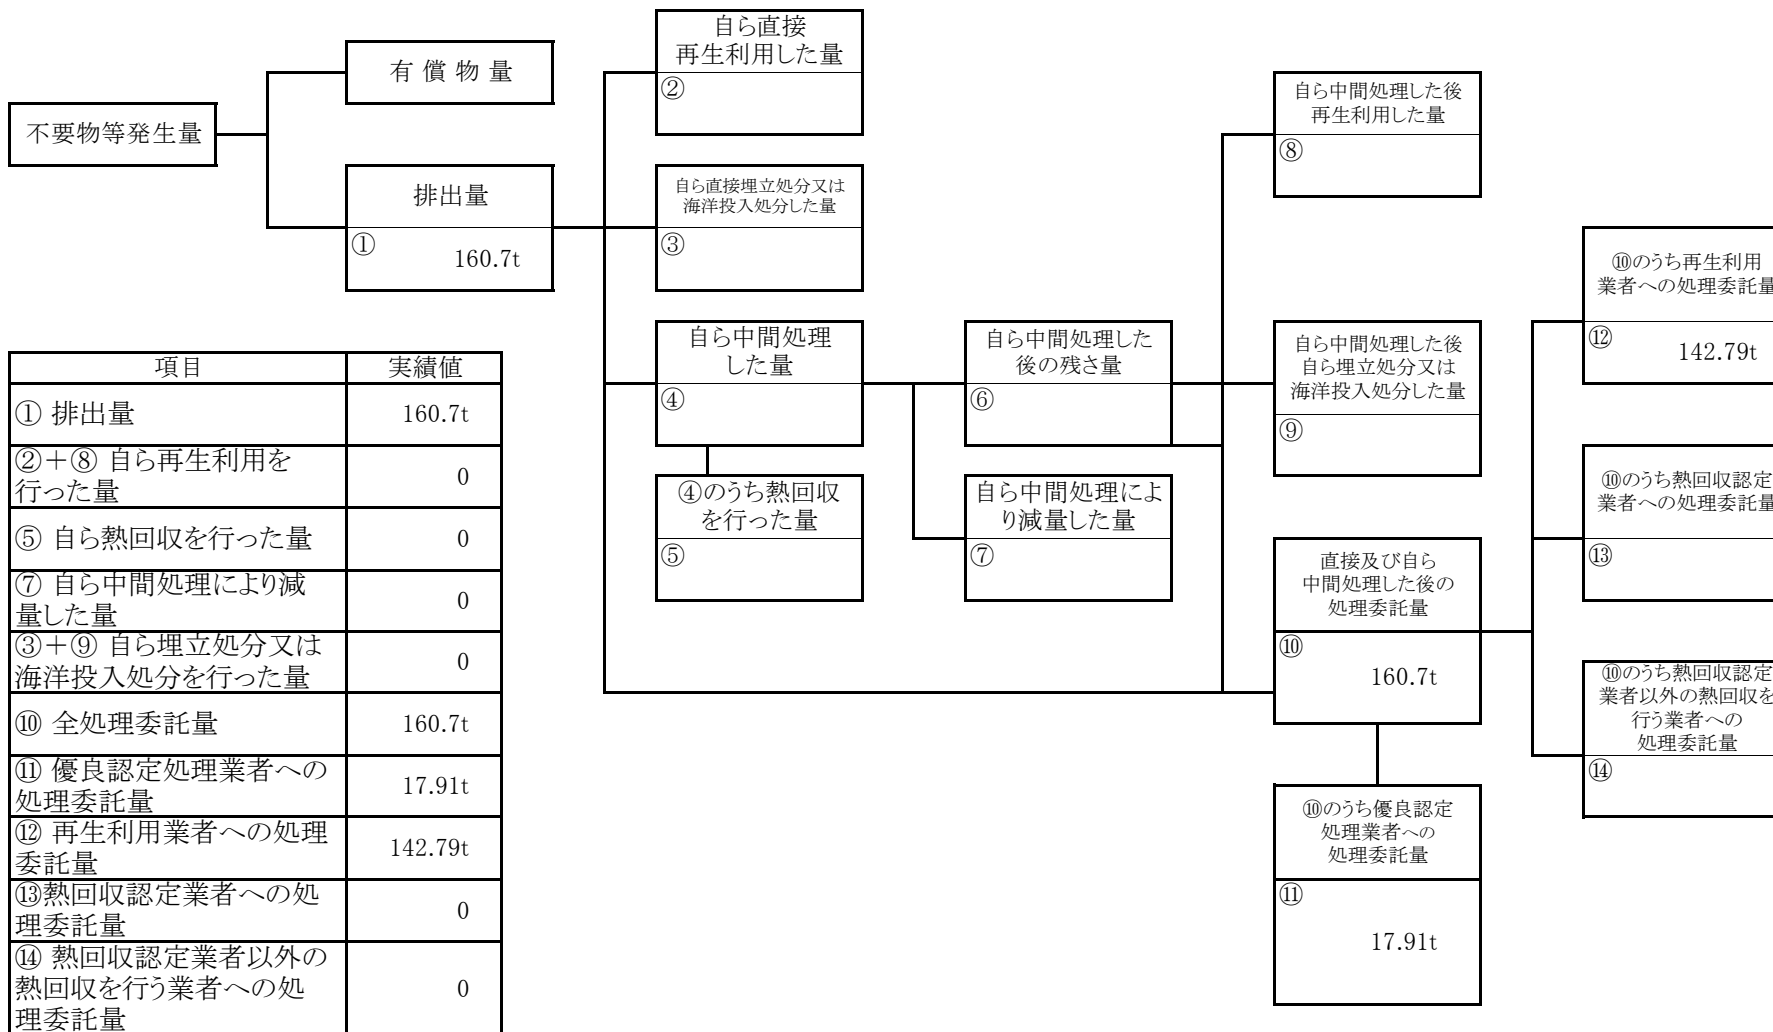 不要物等発生量
有償物量
排出量
①
160.7t
自ら直接
再生利用した量
②
自ら直接埋立処分又は
海洋投入処分した量
③
自ら中間処理
した量
④
④のうち熱回収
を行った量
⑤
自ら中間処理した
後の残さ量
⑥
自ら中間処理によ
り減量した量
⑦
自ら中間処理した後
再生利用した量
⑧
自ら中間処理した後
自ら埋立処分又は
海洋投入処分した量
⑨
直接及び自ら
中間処理した後の
処理委託量
⑩
160.7t
⑩のうち優良認定
処理業者への
処理委託量
⑪
17.91t
⑩のうち再生利用
業者への処理委託量
⑫
142.79t
⑩のうち熱回収認定
業者への処理委託量
⑬
⑩のうち熱回収認定
業者以外の熱回収を
行う業者への
処理委託量
⑭
項目 実績値
① 排出量 160.7t
②＋⑧ 自ら再生利用を
行った量 0
⑤ 自ら熱回収を行った量 0
⑦ 自ら中間処理により減
量した量 0
③＋⑨ 自ら埋立処分又は
海洋投入処分を行った量 0
⑩ 全処理委託量 160.7t
⑪ 優良認定処理業者への
処理委託量 17.91t
⑫ 再生利用業者への処理
委託量 142.79t
⑬熱回収認定業者への処
理委託量 0
⑭ 熱回収認定業者以外の
熱回収を行う業者への処
理委託量 0